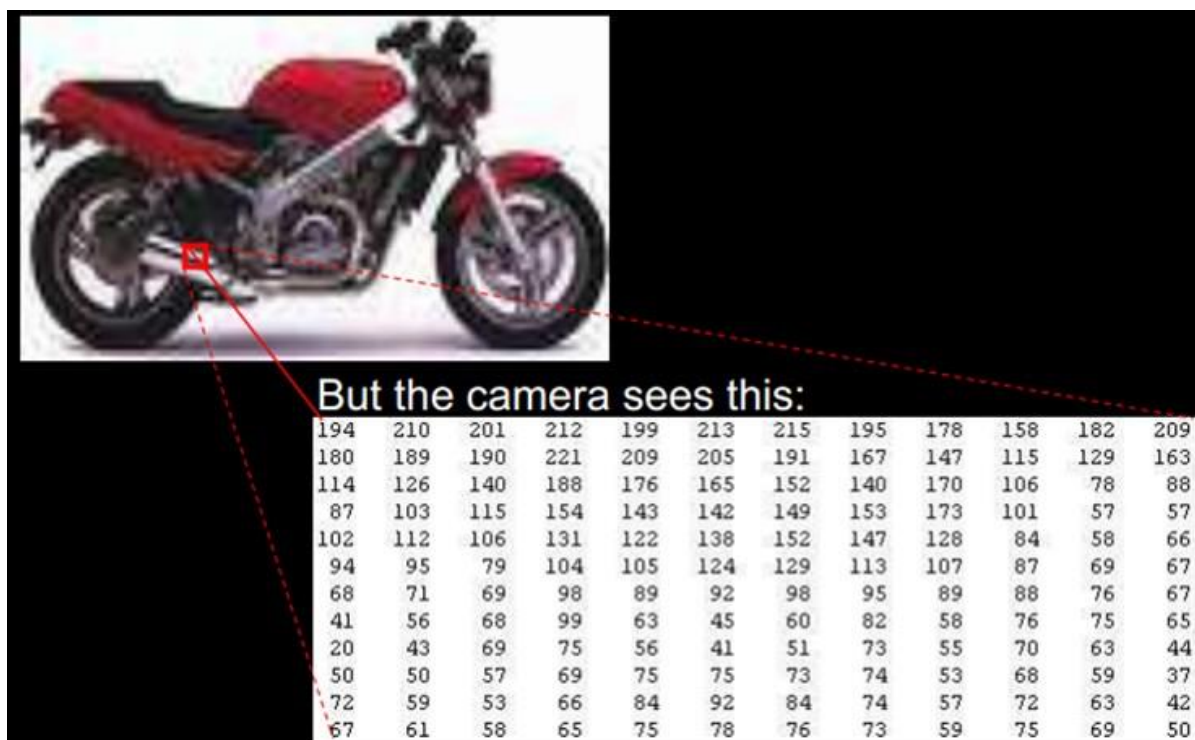 But the camera sees this:
194 210 201 212 199 213 215 195 178 158 182 209
180 189 190 221 209 205 191 167 147 115 129 163
114 126 140 188 176 165 152 140 170 106 78 88
87 103 115 154 143 142 149 153 173 101 57 57
102 112 106 131 122 138 152 147 128 84 58 66
94 95 79 104 105 124 129 113 107 87 69 67
68 71 69 98 89 92 98 95 89 88 76 67
41 56 68 99 63 45 60 82 58 76 75 65
20 43 69 75 56 41 51 73 55 70 63 44
50 50 57 69 75 75 73 74 53 68 59 37
72 59 53 66 84 92 84 74 57 72 63 42
67 61 58 65 75 78 76 73 59 75 69 50